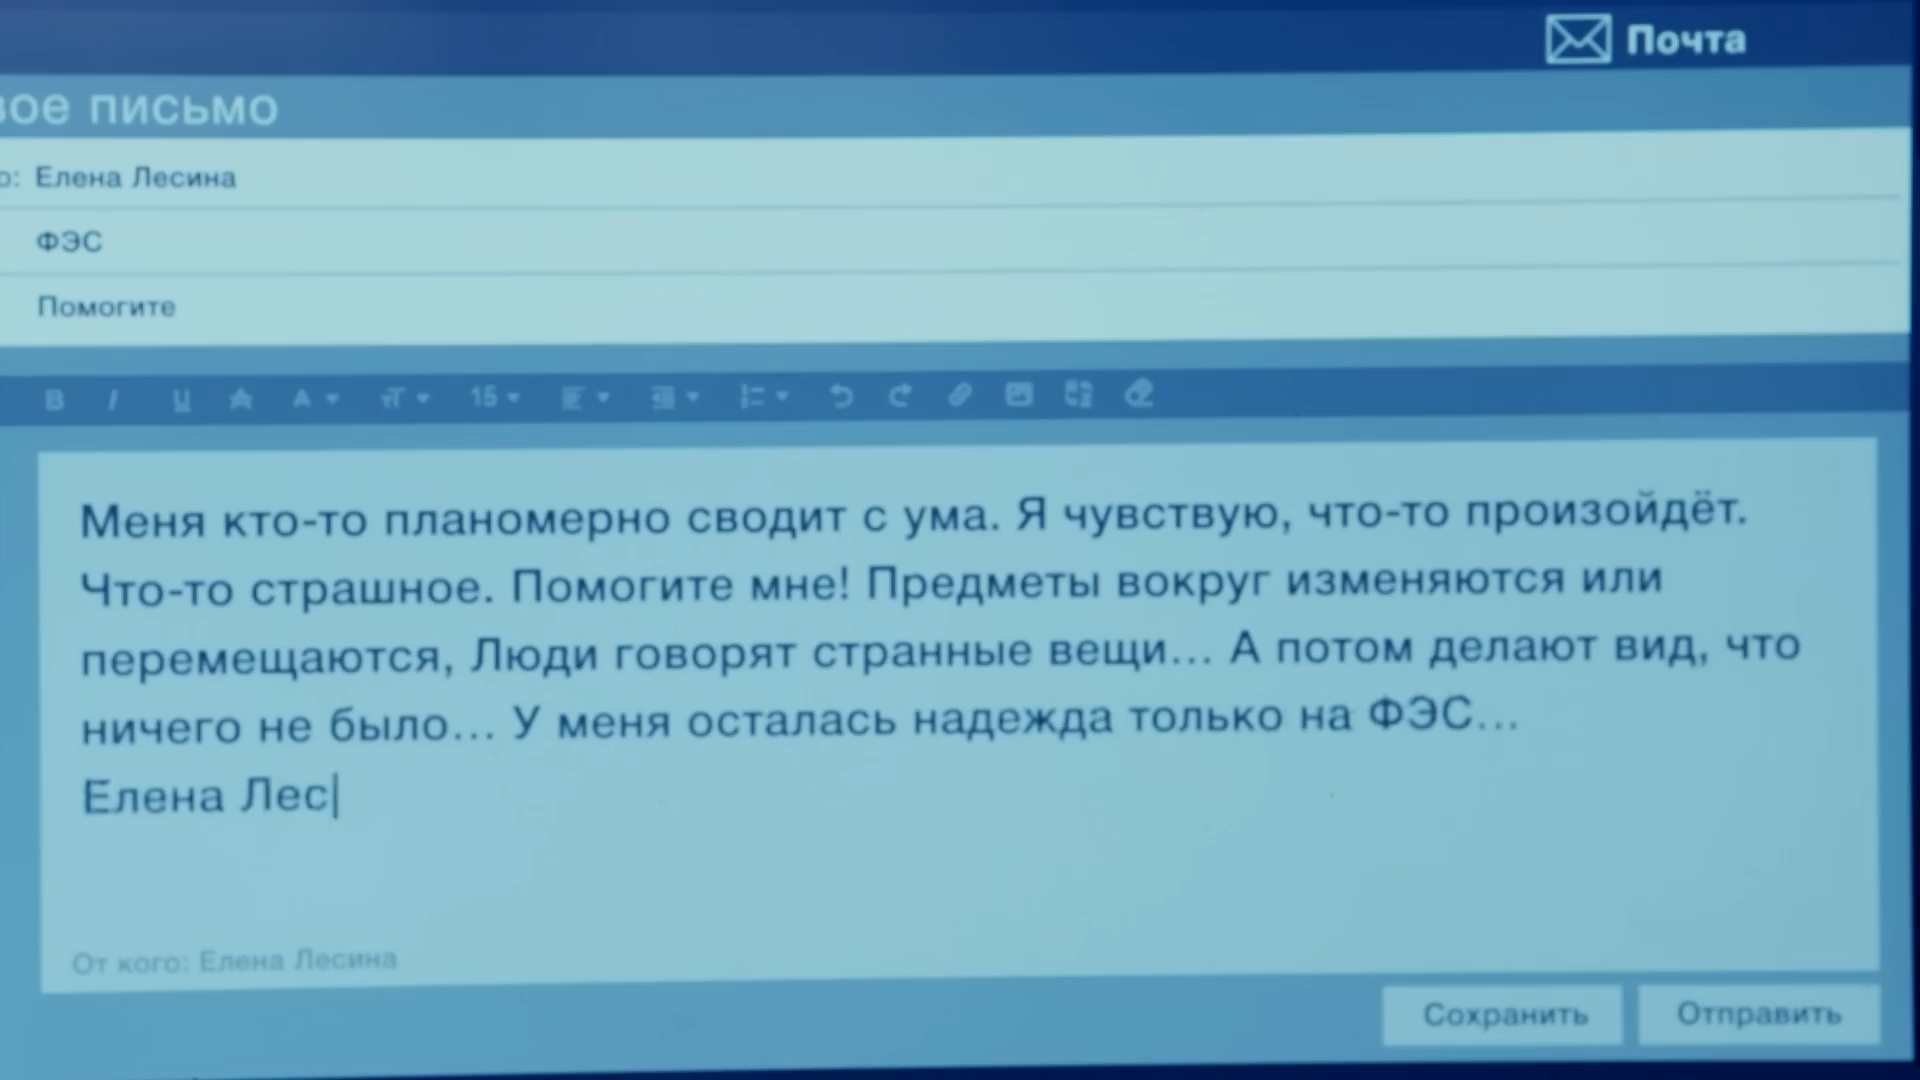 Почта
вое письмо
о: Елена Лесина
ФЭС
Помогите
B I U A A тT 15
Меня кто-то планомерно сводит с ума. Я чувствую, что-то произойдёт.
Что-то страшное. Помогите мне! Предметы вокруг изменяются или
перемещаются, Люди говорят странные вещи... А потом делают вид, что
ничего не было... У меня осталась надежда только на ФЭС...
Елена Лес
От кого: Елена Лесина
Сохранить Отправить